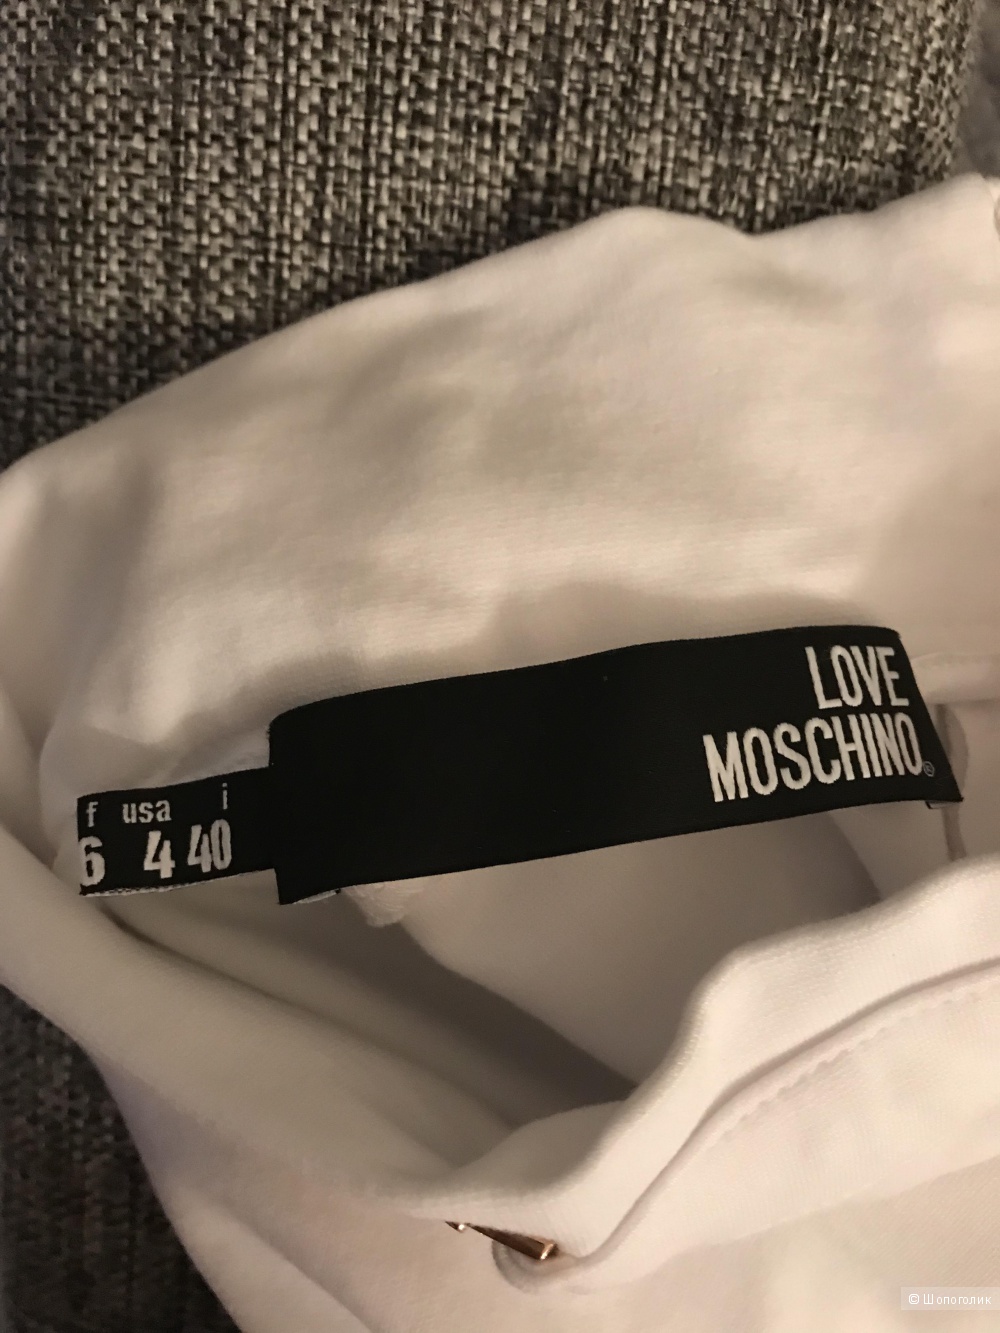 LOVE
MOSCHINO
f usa i
6 4 40
© Шопоголик